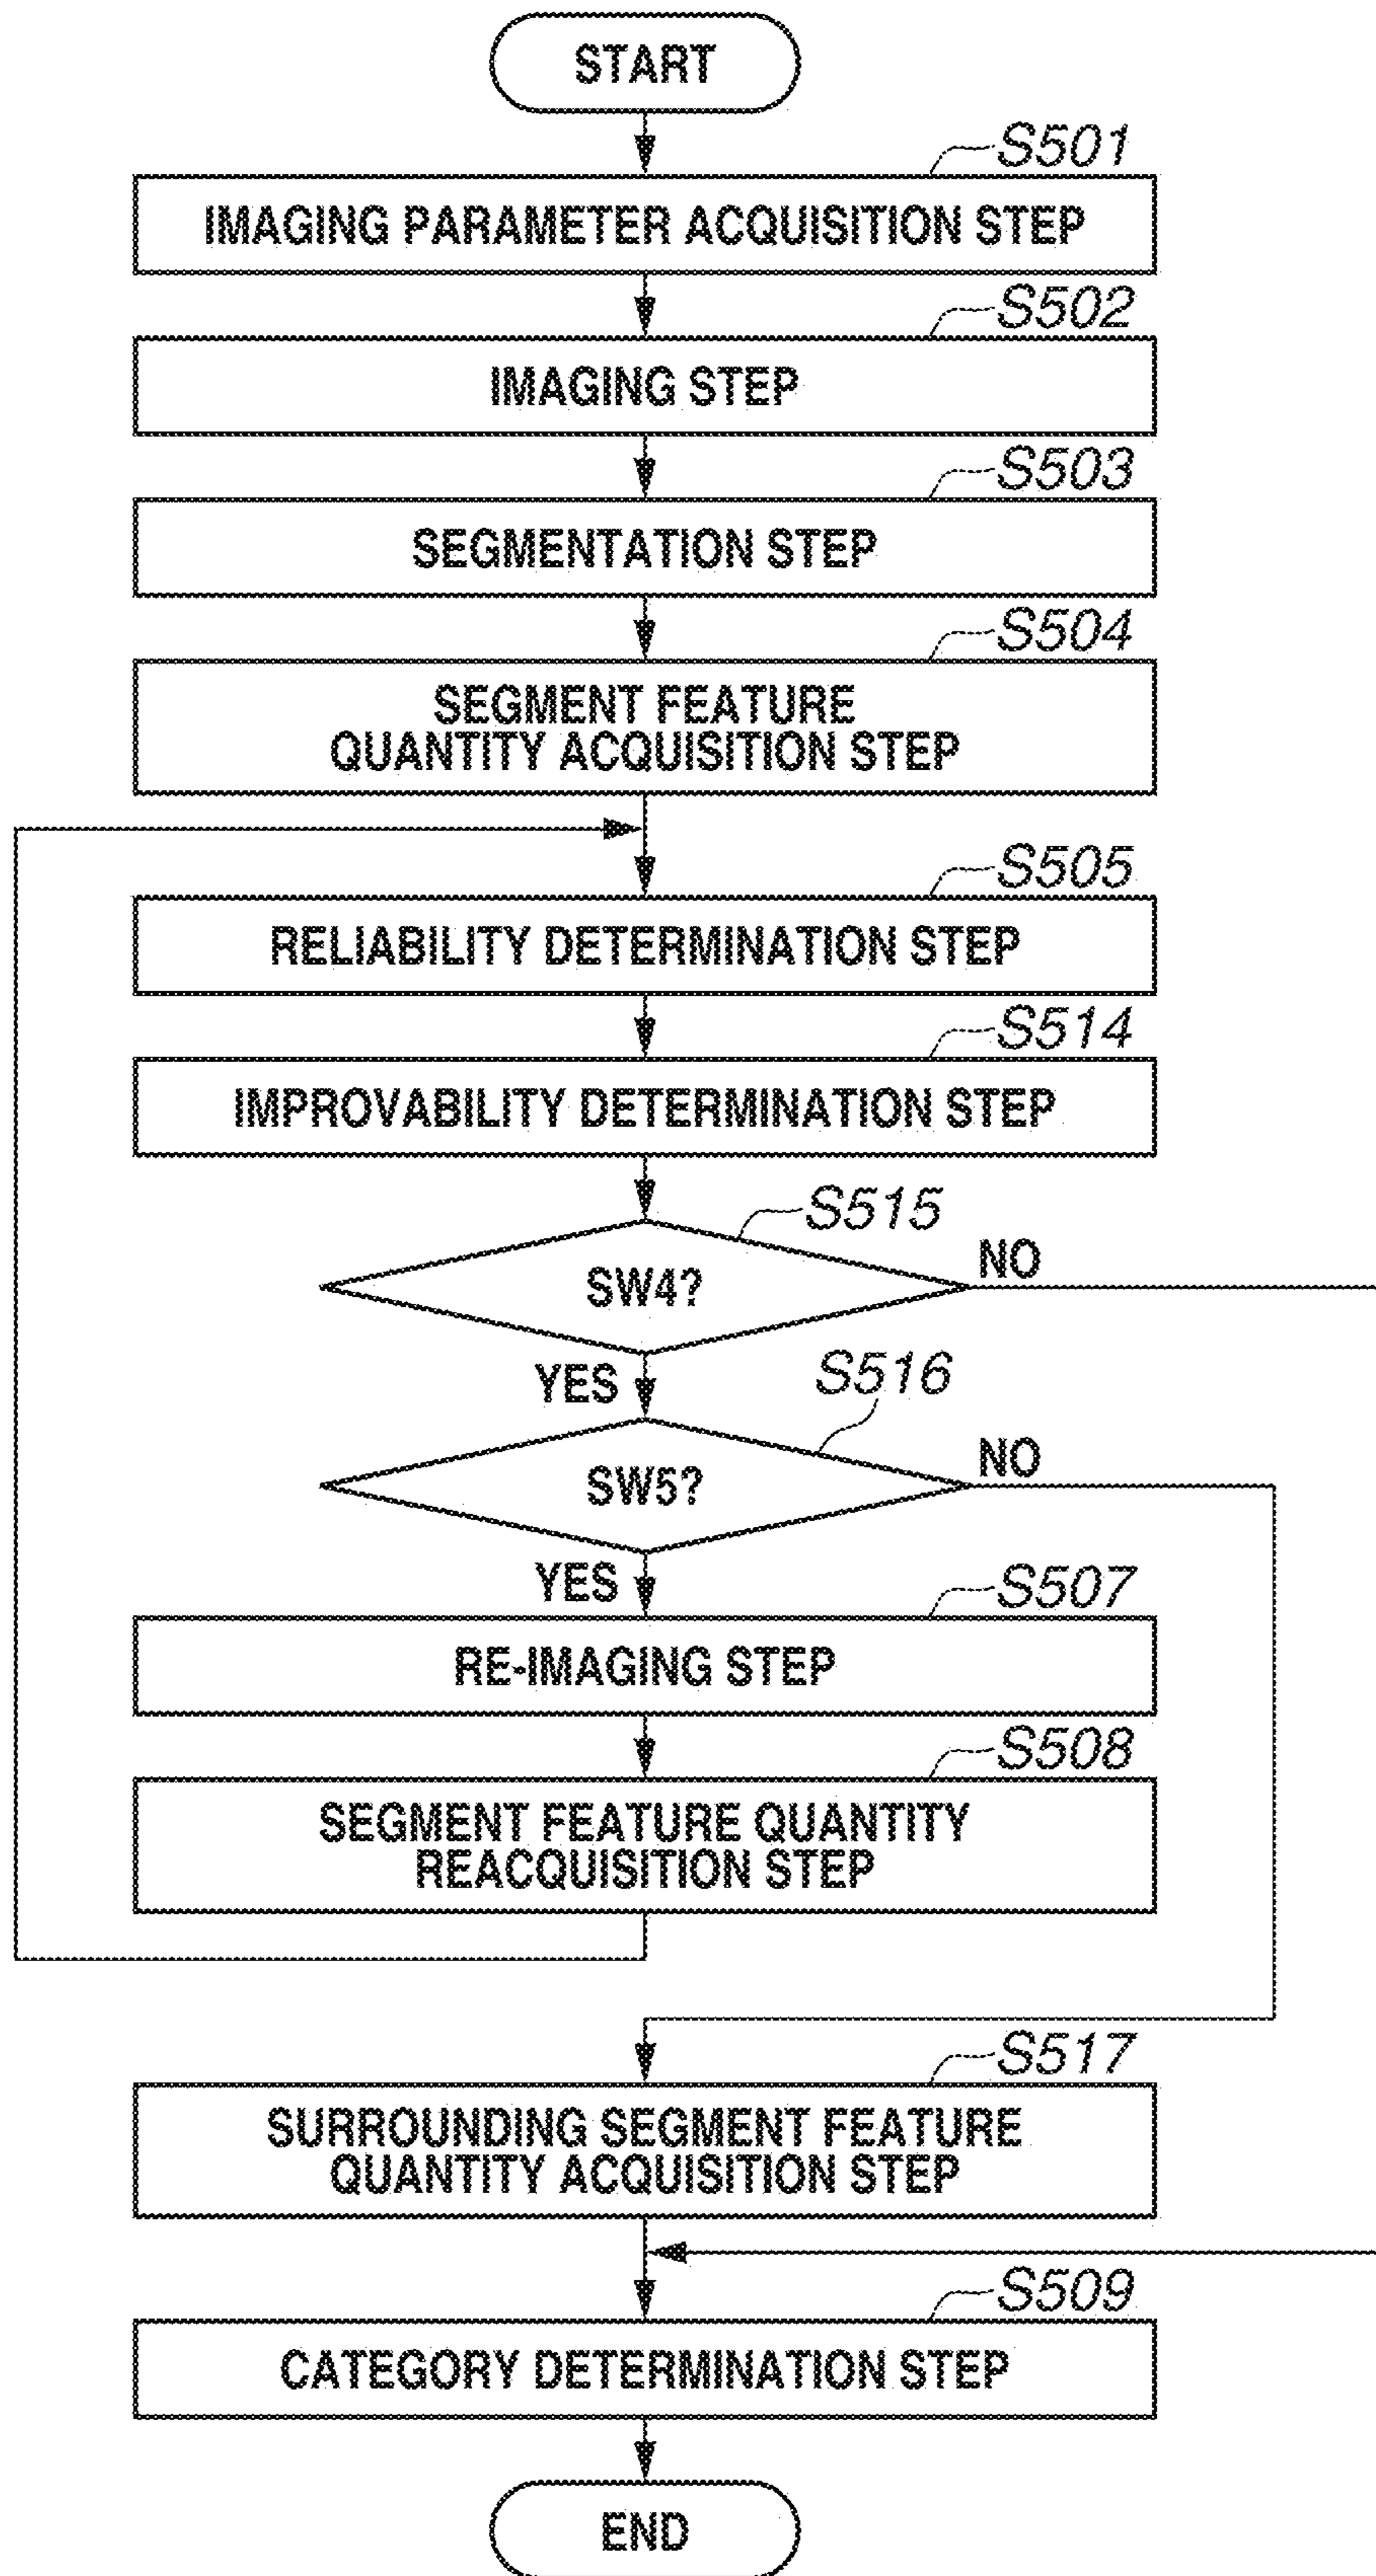 START
S501
IMAGING PARAMETER ACQUISITION STEP
S502
IMAGING STEP
S503
SEGMENTATION STEP
S504
SEGMENT FEATURE
QUANTITY ACQUISITION STEP
S505
RELIABILITY DETERMINATION STEP
S514
IMPROVABILITY DETERMINATION STEP
S515
SW4?
NO
YES
S516
SW5?
NO
YES
S507
RE-IMAGING STEP
S508
SEGMENT FEATURE QUANTITY
REACQUISITION STEP
S517
SURROUNDING SEGMENT FEATURE
QUANTITY ACQUISITION STEP
S509
CATEGORY DETERMINATION STEP
END